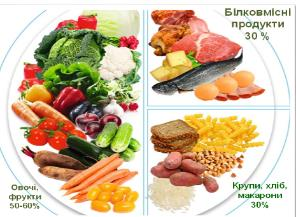 Білковмісні
продукти
30 %
Овочі,
фрукти
50-60%
Крупи, хліб,
макарони
30%